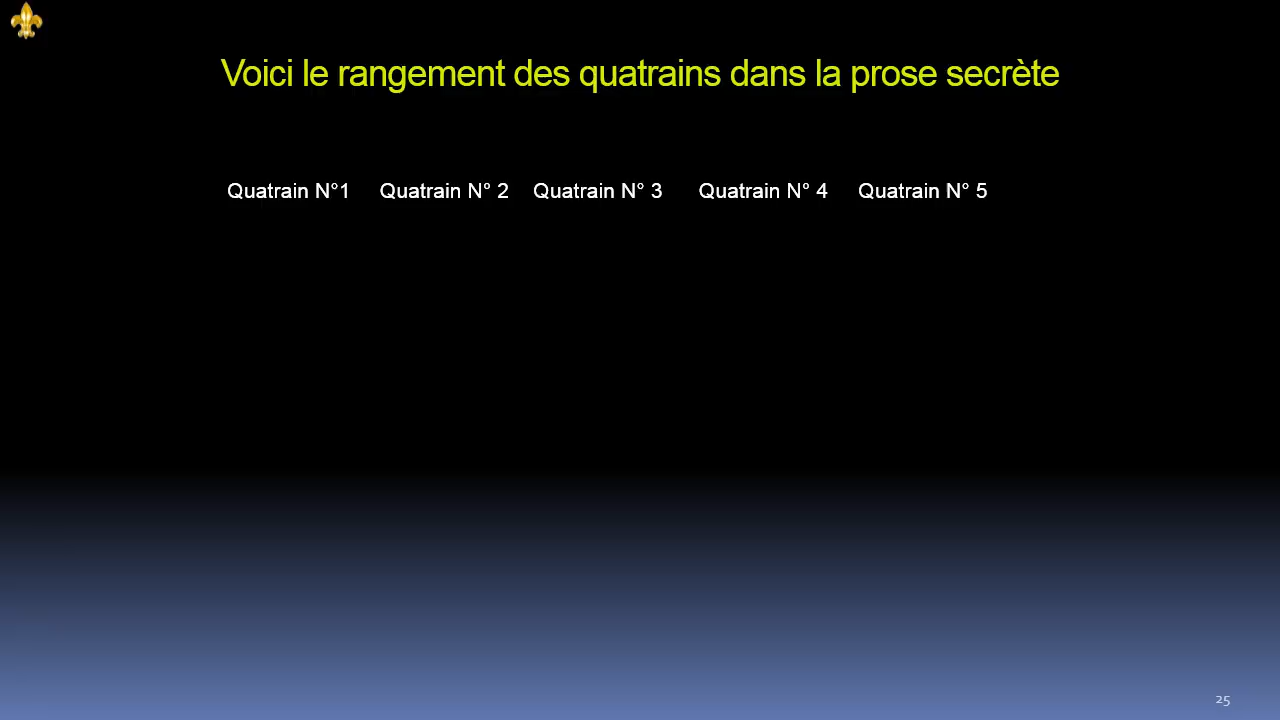 Voici le rangement des quatrains dans la prose secrète
Quatrain N°1 Quatrain N° 2 Quatrain N° 3 Quatrain N° 4 Quatrain N° 5
25